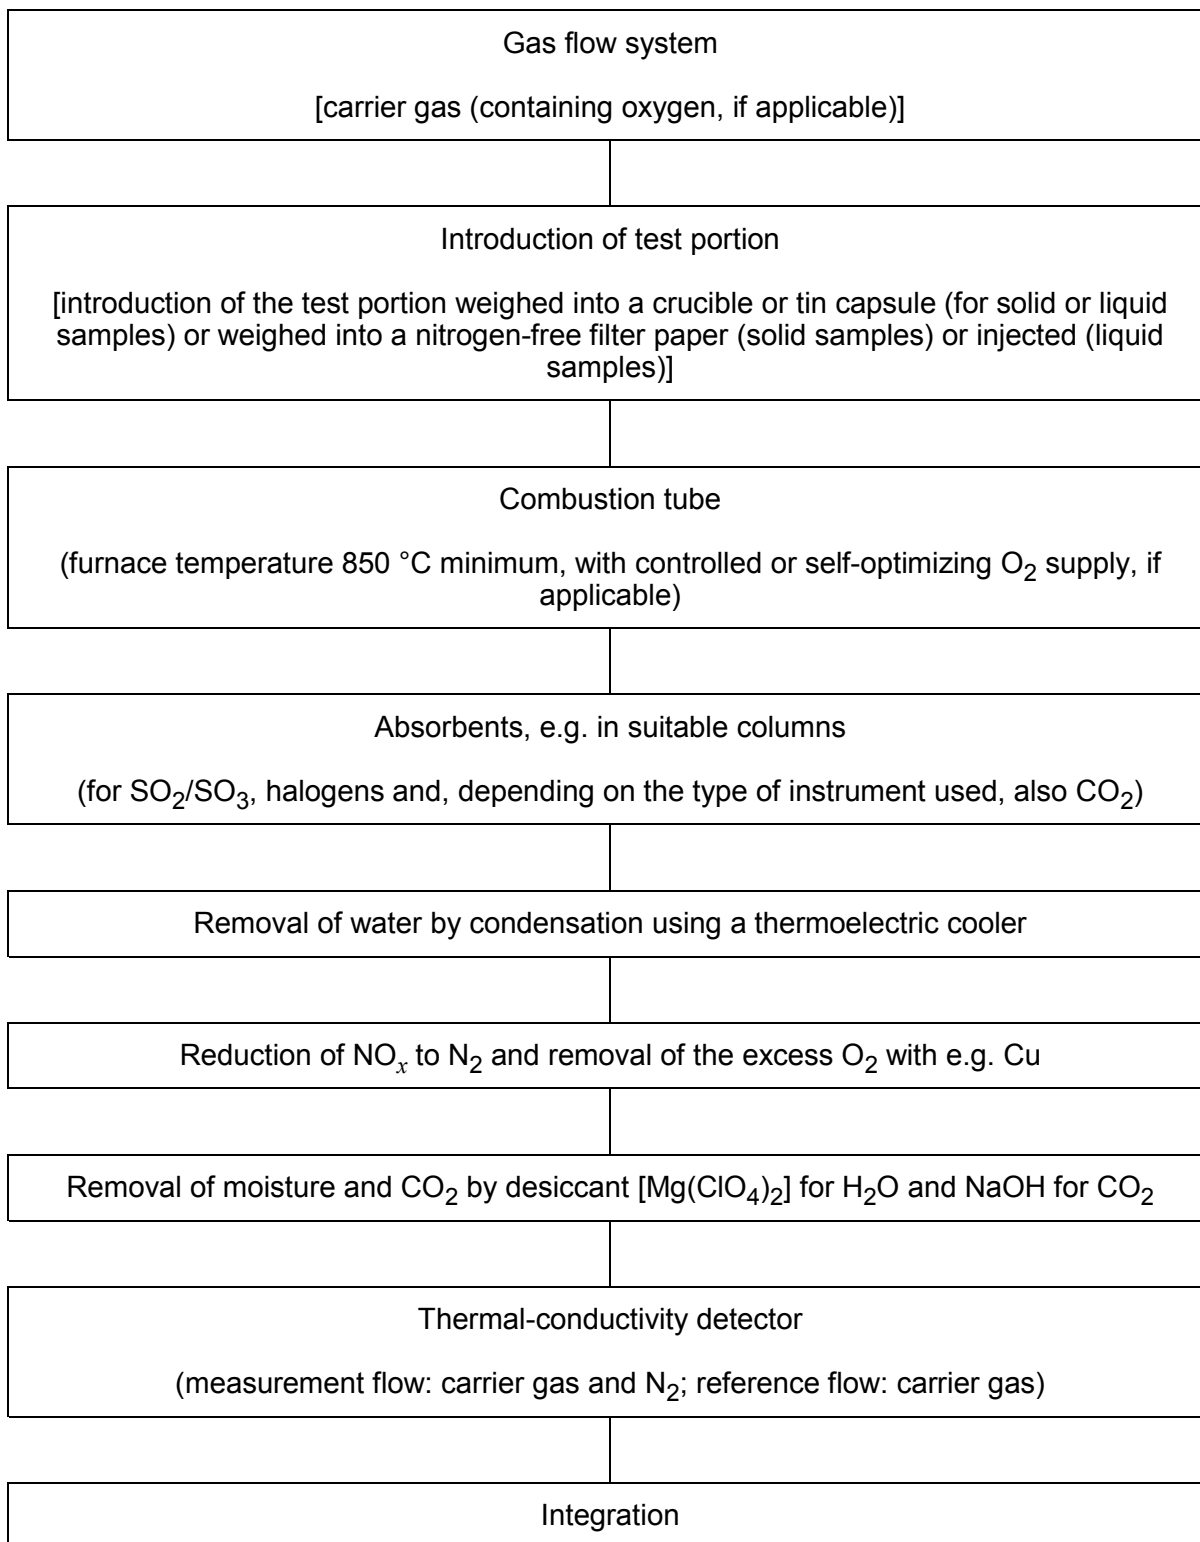 Gas flow system
[carrier gas (containing oxygen, if applicable)]
Introduction of test portion
[introduction of the test portion weighed into a crucible or tin capsule (for solid or liquid
samples) or weighed into a nitrogen-free filter paper (solid samples) or injected (liquid
samples)]
Combustion tube
(furnace temperature 850 °C minimum, with controlled or self-optimizing O₂ supply, if
applicable)
Absorbents, e.g. in suitable columns
(for SO₂/SO₃, halogens and, depending on the type of instrument used, also CO₂)
Removal of water by condensation using a thermoelectric cooler
Reduction of NOₓ to N₂ and removal of the excess O₂ with e.g. Cu
Removal of moisture and CO₂ by desiccant [Mg(ClO₄)₂] for H₂O and NaOH for CO₂
Thermal-conductivity detector
(measurement flow: carrier gas and N₂; reference flow: carrier gas)
Integration